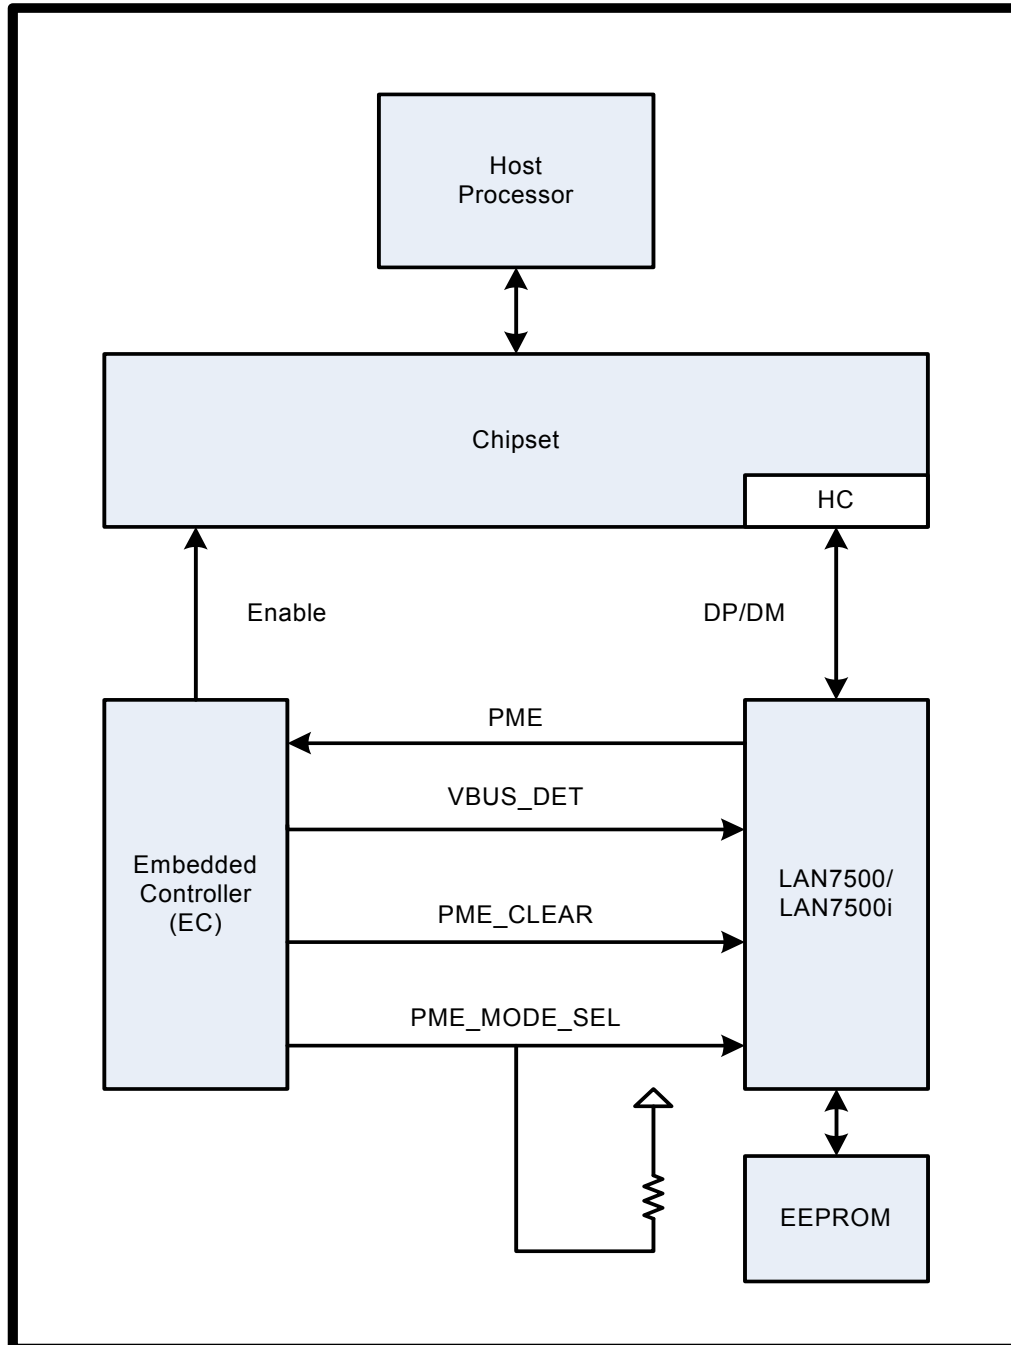 Host
Processor
Chipset
HC
Enable
DP/DM
PME
VBUS_DET
Embedded
Controller
(EC)
LAN7500/
LAN7500i
PME_CLEAR
PME_MODE_SEL
EEPROM